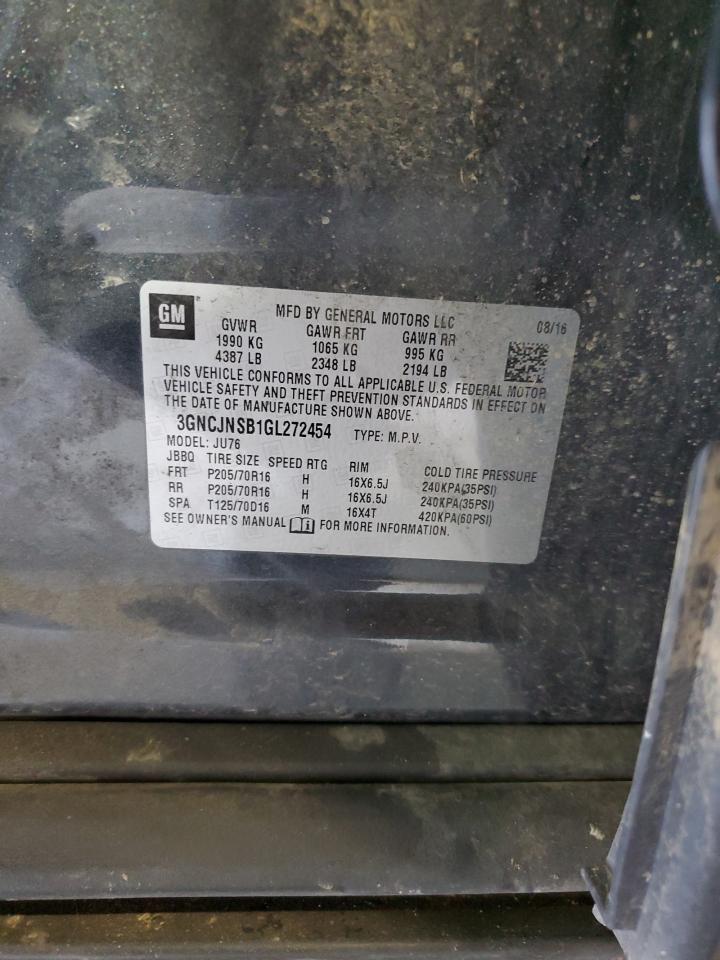 GM
MFD BY GENERAL MOTORS LLC 08/16
GVWR GAWR FRT GAWR RR
1990 KG 1065 KG 995 KG
4387 LB 2348 LB 2194 LB
THIS VEHICLE CONFORMS TO ALL APPLICABLE U.S. FEDERAL MOTOR
VEHICLE SAFETY AND THEFT PREVENTION STANDARDS IN EFFECT ON
THE DATE OF MANUFACTURE SHOWN ABOVE.
3GNCJNSB1GL272454 TYPE: M.P.V.
MODEL: JU76
JBBQ TIRE SIZE SPEED RTG RIM COLD TIRE PRESSURE
FRT P205/70R16 H 16X6.5J 240KPA(35PSI)
RR P205/70R16 H 16X6.5J 240KPA(35PSI)
SPA T125/70D16 M 16X4T 420KPA(60PSI)
SEE OWNER'S MANUAL FOR MORE INFORMATION.